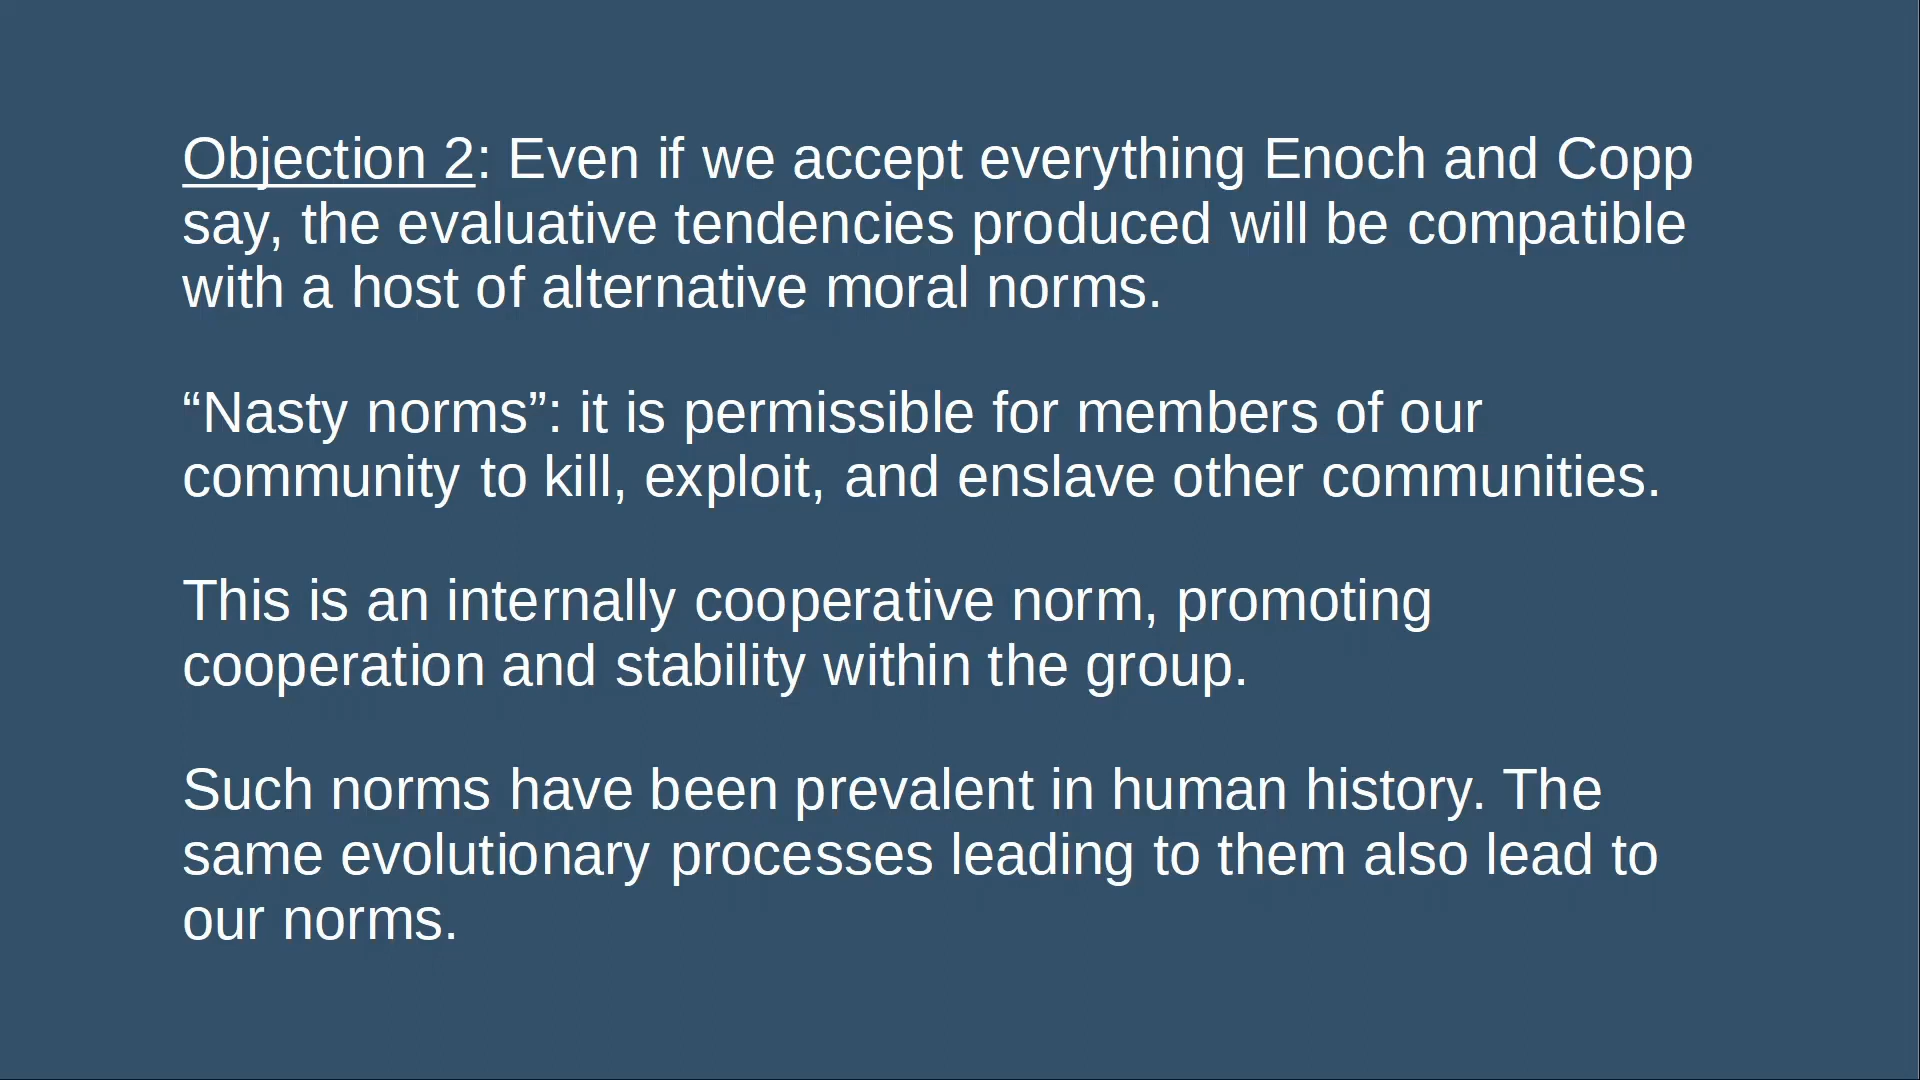 Objection 2: Even if we accept everything Enoch and Copp
say, the evaluative tendencies produced will be compatible
with a host of alternative moral norms.
“Nasty norms”: it is permissible for members of our
community to kill, exploit, and enslave other communities.
This is an internally cooperative norm, promoting
cooperation and stability within the group.
Such norms have been prevalent in human history. The
same evolutionary processes leading to them also lead to
our norms.